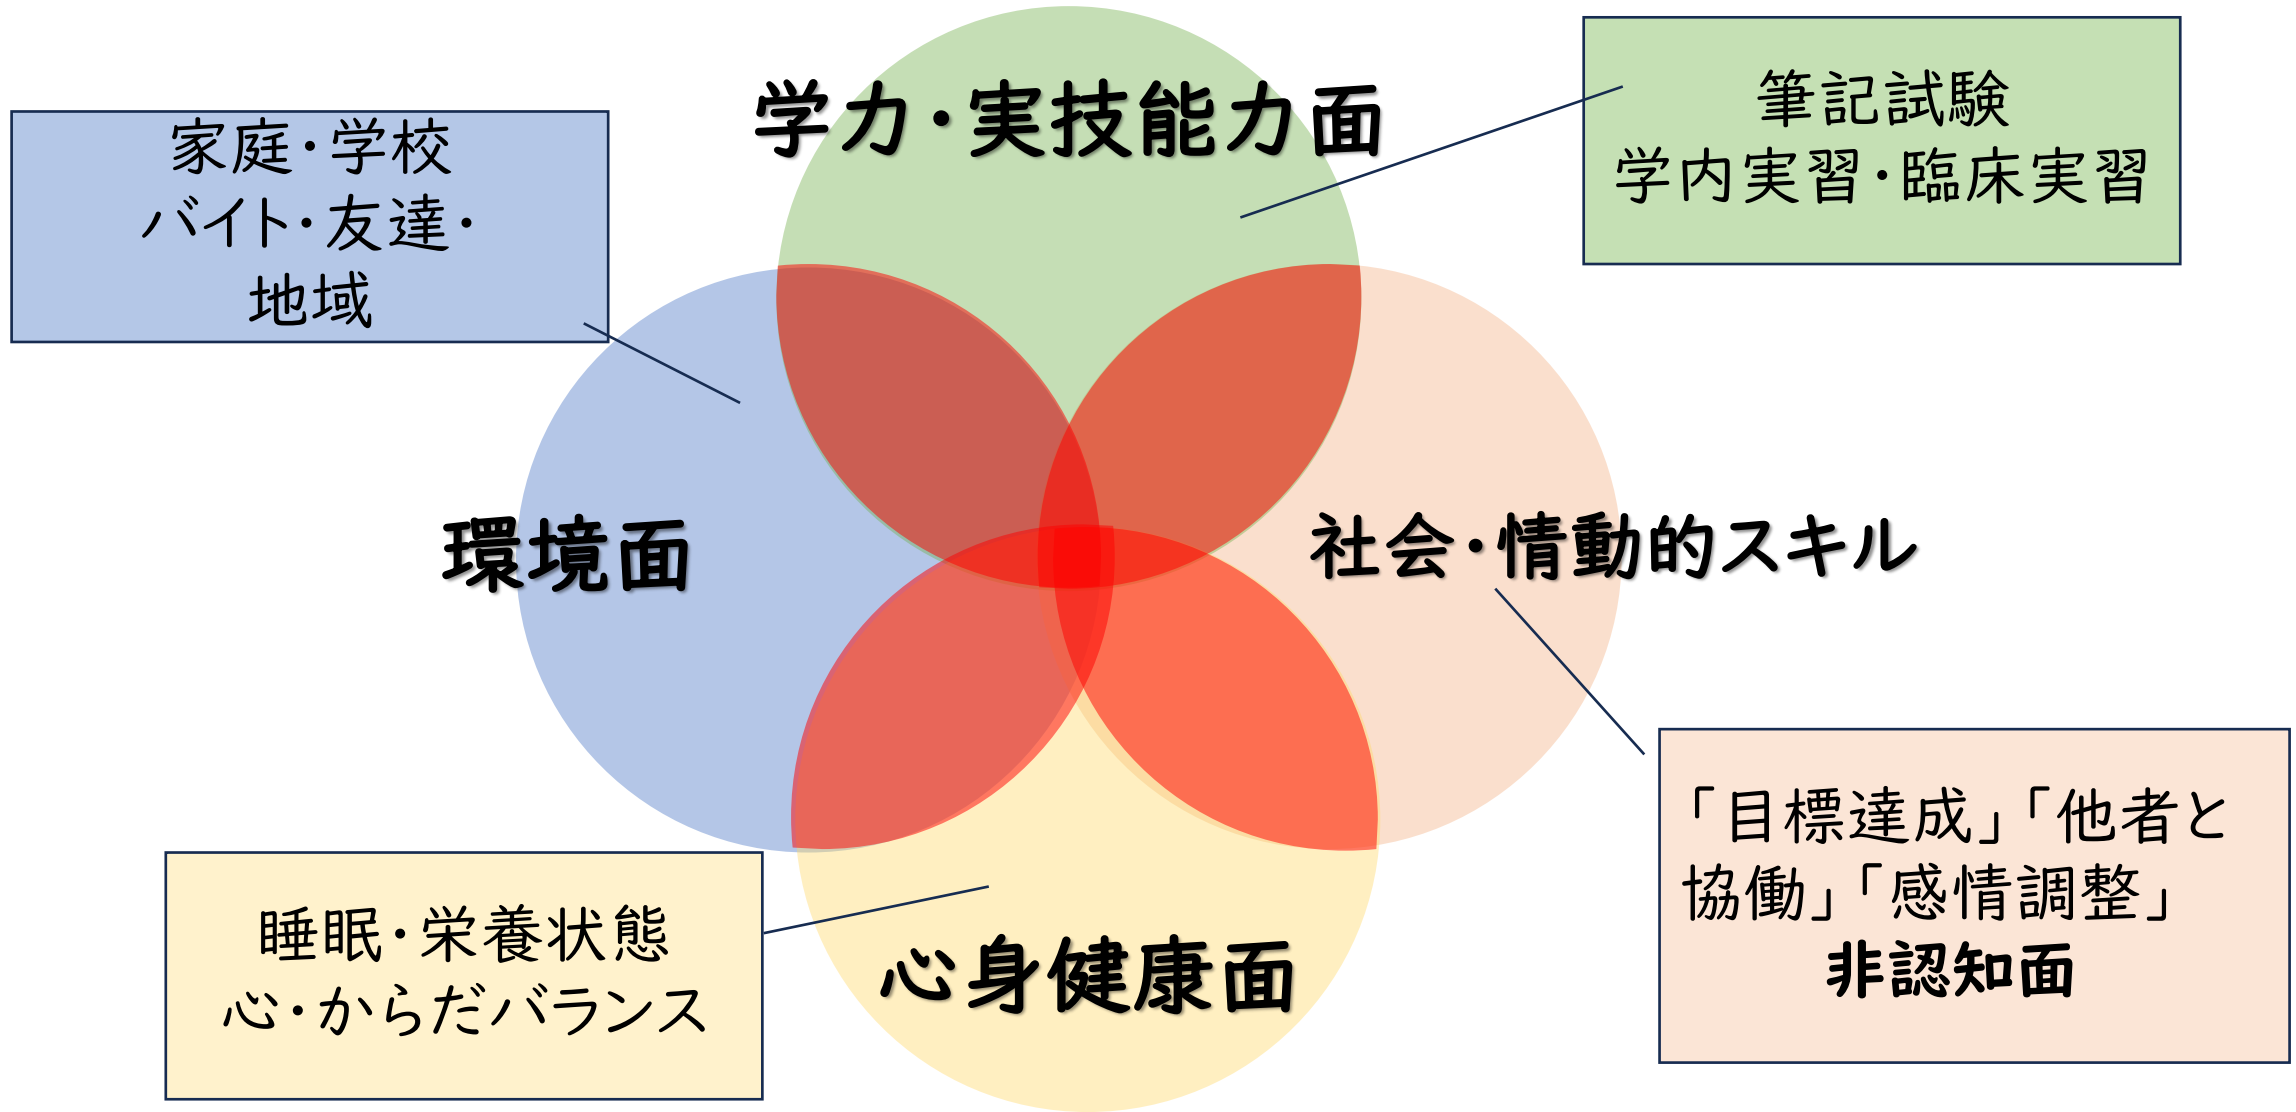 学力・実技能力面
筆記試験
学内実習・臨床実習
家庭・学校
バイト・友達・
地域
環境面
社会・情動的スキル
「目標達成」「他者と
協働」「感情調整」
非認知面
睡眠・栄養状態
心・からだバランス
心身健康面